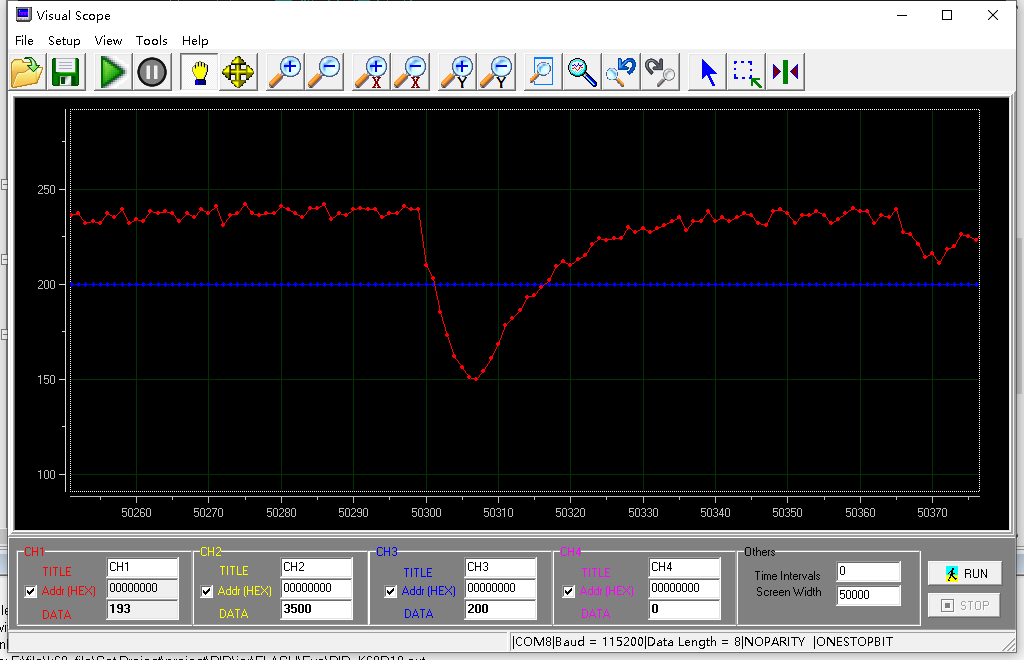 Visual Scope
File Setup View Tools Help
X X Y Y
250
200
150
100
50260 50270 50280 50290 50300 50310 50320 50330 50340 50350 50360 50370
CH1 CH2 CH3 CH4 Others
TITLE CH1 TITLE CH2 TITLE CH3 TITLE CH4 Time Intervals 0 RUN
Addr (HEX) 00000000 Addr (HEX) 00000000 Addr (HEX) 00000000 Addr (HEX) 00000000 Screen Width 50000
DATA 193 DATA 3500 DATA 200 DATA 0 STOP
|COM8|Baud = 115200|Data Length = 8|NOPARITY |ONESTOPBIT